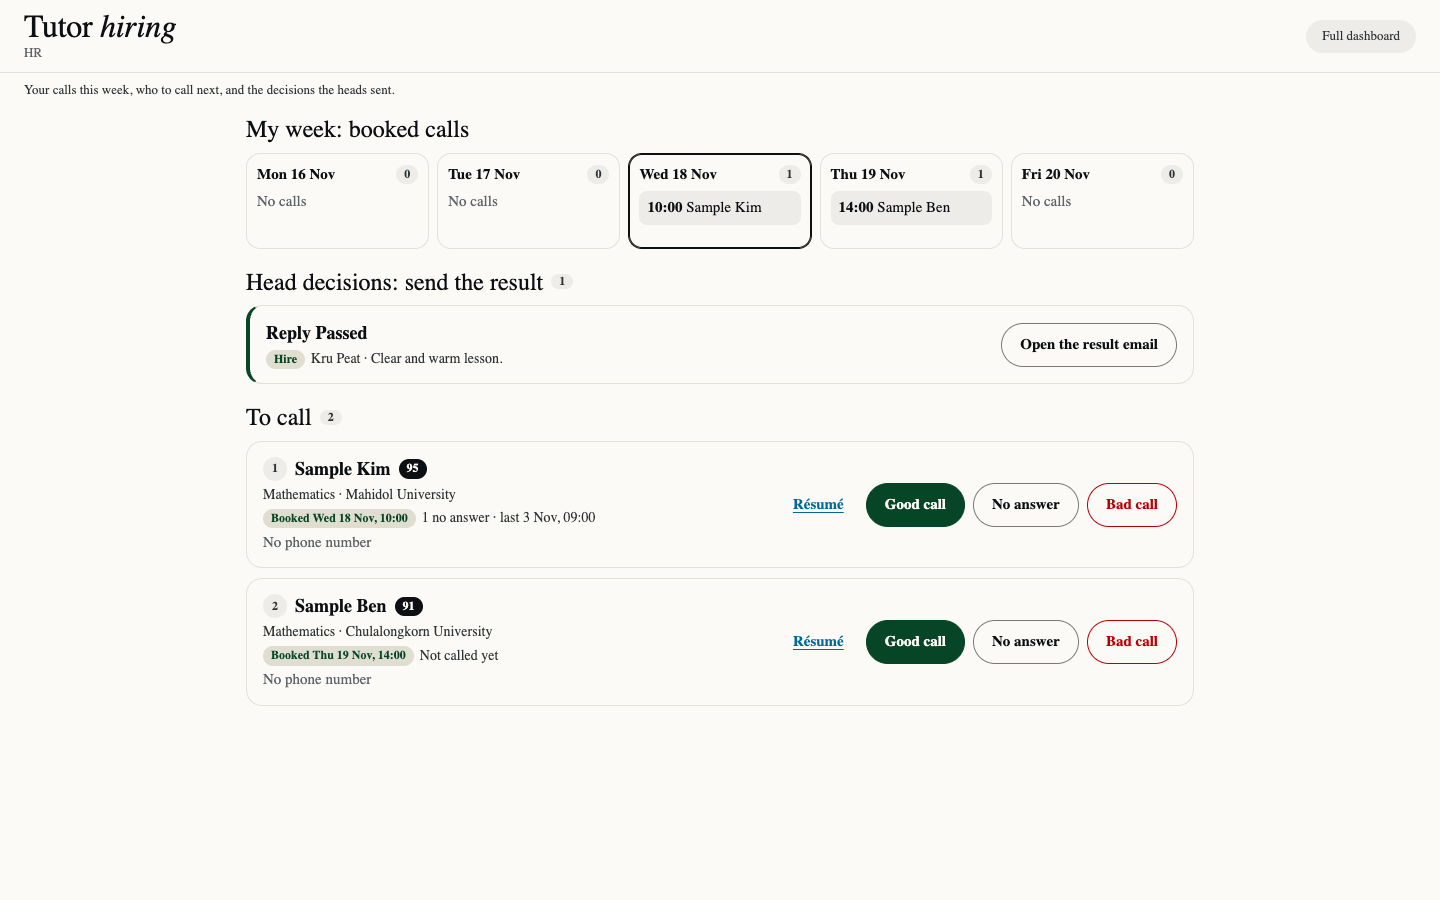 Tutor hiring
HR
Full dashboard
Your calls this week, who to call next, and the decisions the heads sent.
My week: booked calls
Mon 16 Nov 0
No calls
Tue 17 Nov 0
No calls
Wed 18 Nov 1
10:00 Sample Kim
Thu 19 Nov 1
14:00 Sample Ben
Fri 20 Nov 0
No calls
Head decisions: send the result 1
Reply Passed
Hire Kru Peat · Clear and warm lesson.
Open the result email
To call 2
1 Sample Kim 95
Mathematics · Mahidol University
Booked Wed 18 Nov, 10:00 1 no answer · last 3 Nov, 09:00
No phone number
Résumé Good call No answer Bad call
2 Sample Ben 91
Mathematics · Chulalongkorn University
Booked Thu 19 Nov, 14:00 Not called yet
No phone number
Résumé Good call No answer Bad call